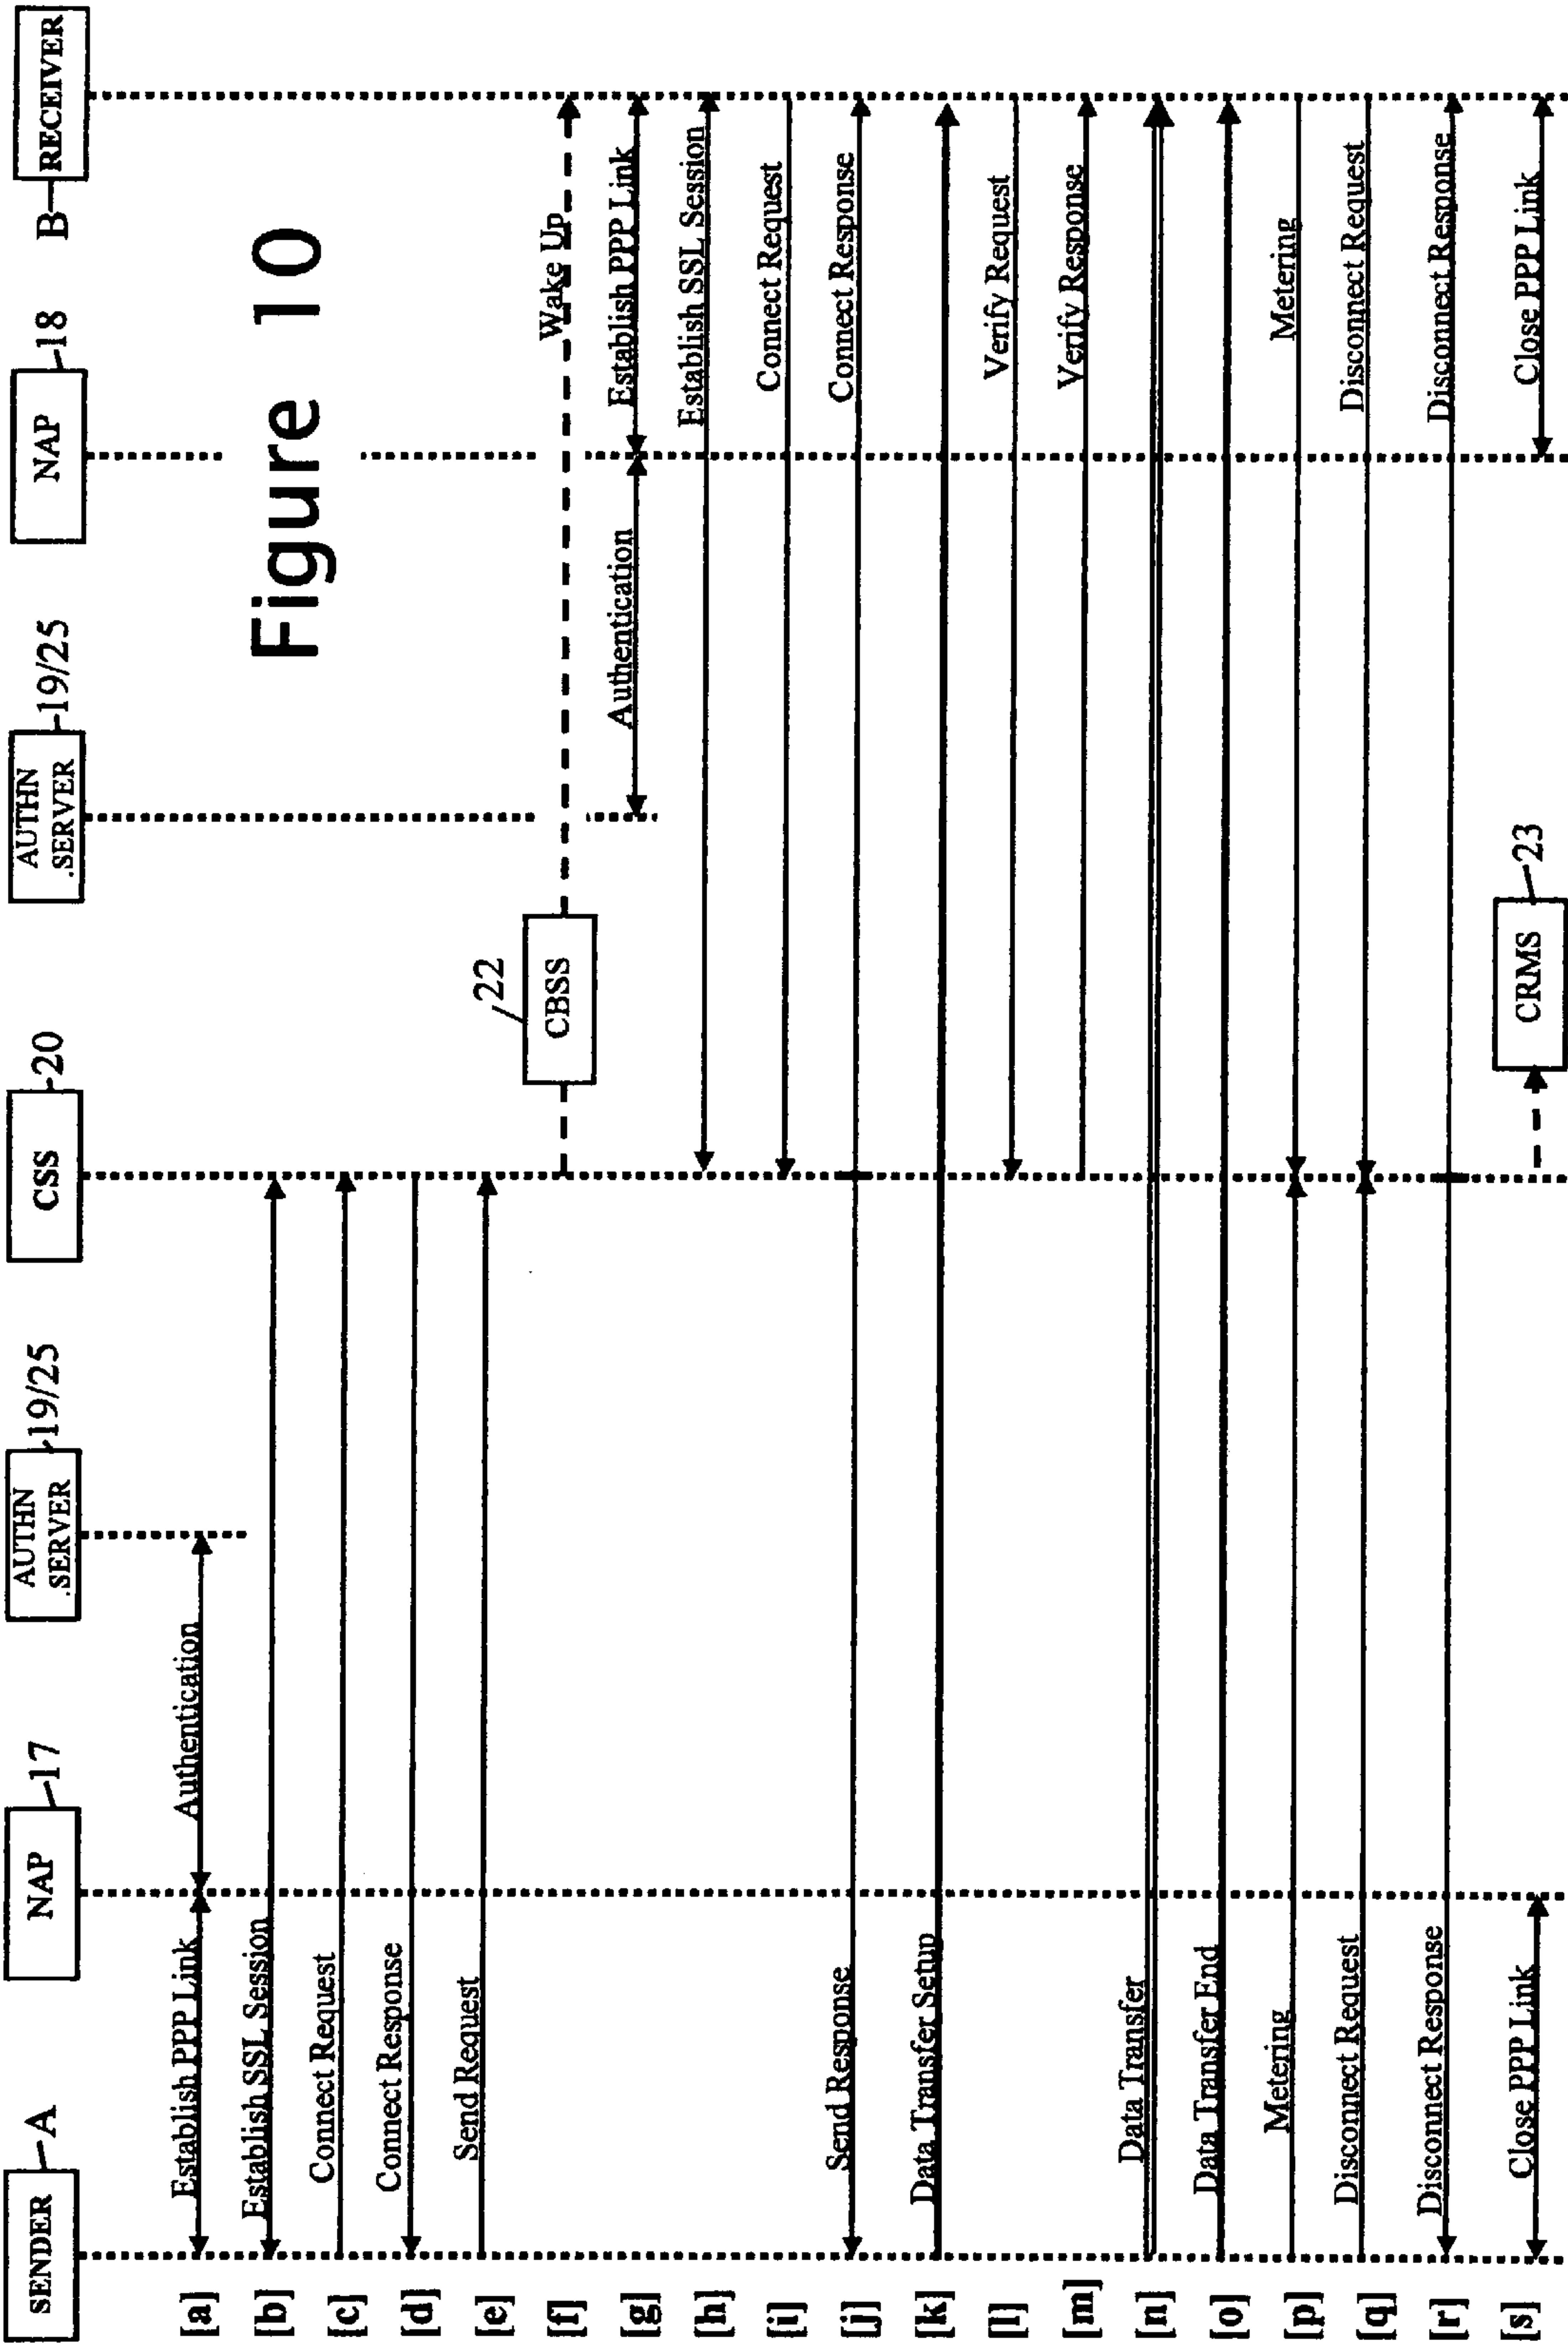 SENDER
A
NAP
17
AUTHN
.SERVER
19/25
CSS
20
AUTHN
.SERVER
19/25
NAP
18
RECEIVER
B
Figure 10
[a]
Establish PPP Link
Authentication
[b]
Establish SSL Session
[c]
Connect Request
[d]
Connect Response
[e]
Send Request
[f]
22
CBSS
Wake Up
[g]
Authentication
Establish PPP Link
[h]
Establish SSL Session
[i]
Connect Request
[j]
Send Response
Connect Response
[k]
Data Transfer Setup
[l]
Verify Request
[m]
Verify Response
[n]
Data Transfer
[o]
Data Transfer End
[p]
Metering
Metering
[q]
Disconnect Request
Disconnect Request
[r]
Disconnect Response
Disconnect Response
[s]
Close PPP Link
CRMS
23
Close PPP Link